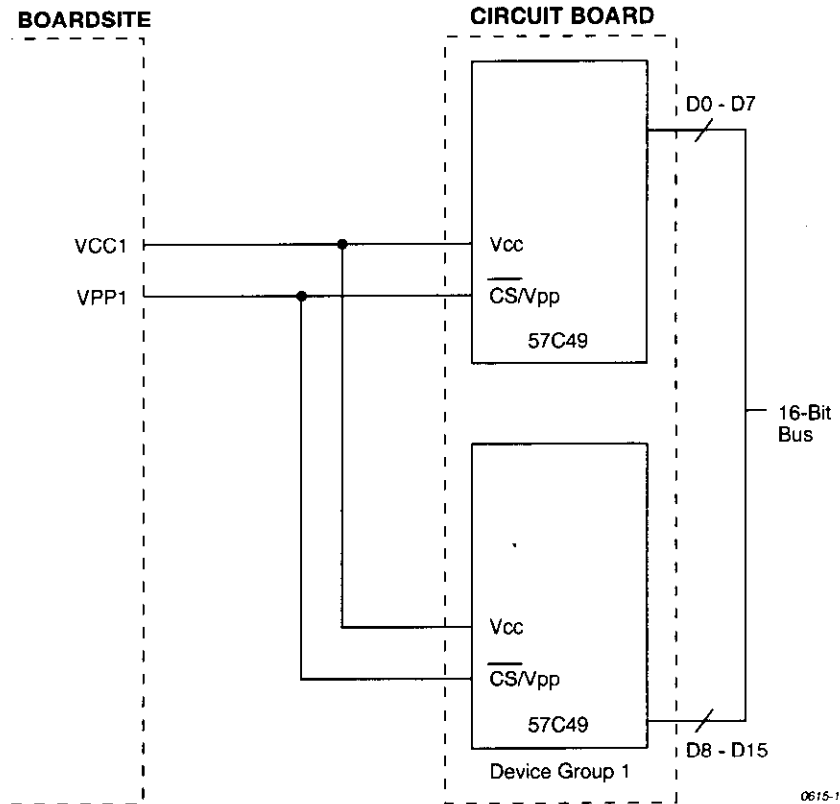 BOARDSITE
CIRCUIT BOARD
D0 - D7
VCC1
Vcc
VPP1
CS/Vpp
57C49
16-Bit
Bus
Vcc
CS/Vpp
57C49
D8 - D15
Device Group 1
0615-1